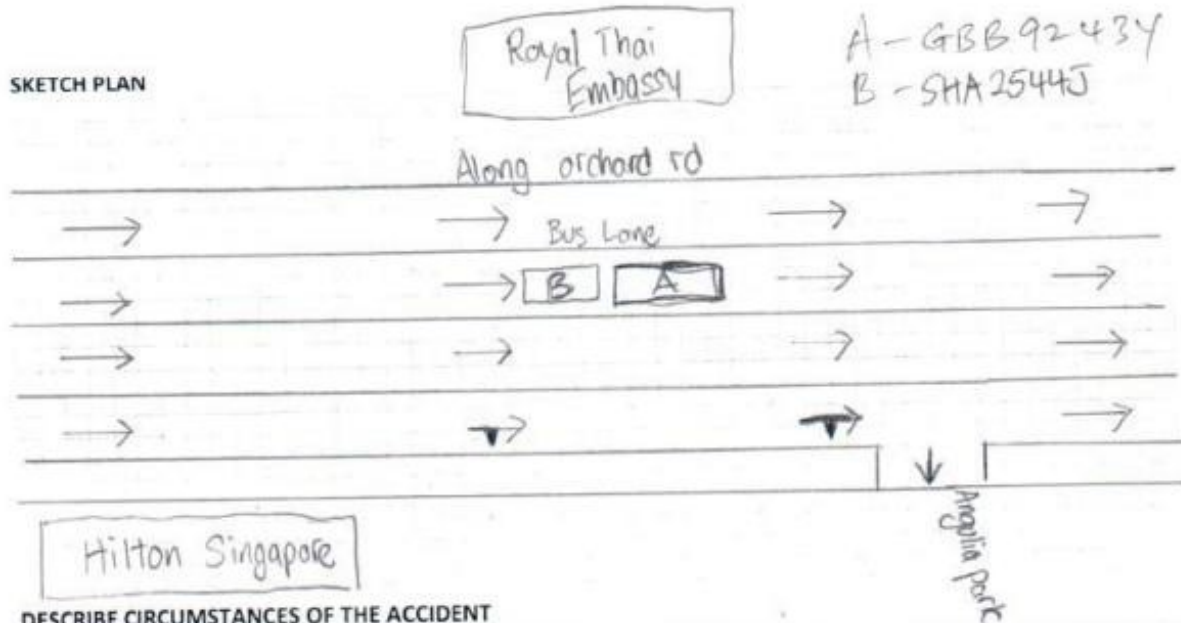 SKETCH PLAN
Royal Thai
Embassy
A - GBB9243Y
B - SHA2544J
Along orchard rd
Bus Lane
B
A
Hilton Singapore
Angulia park
DESCRIBE CIRCUMSTANCES OF THE ACCIDENT